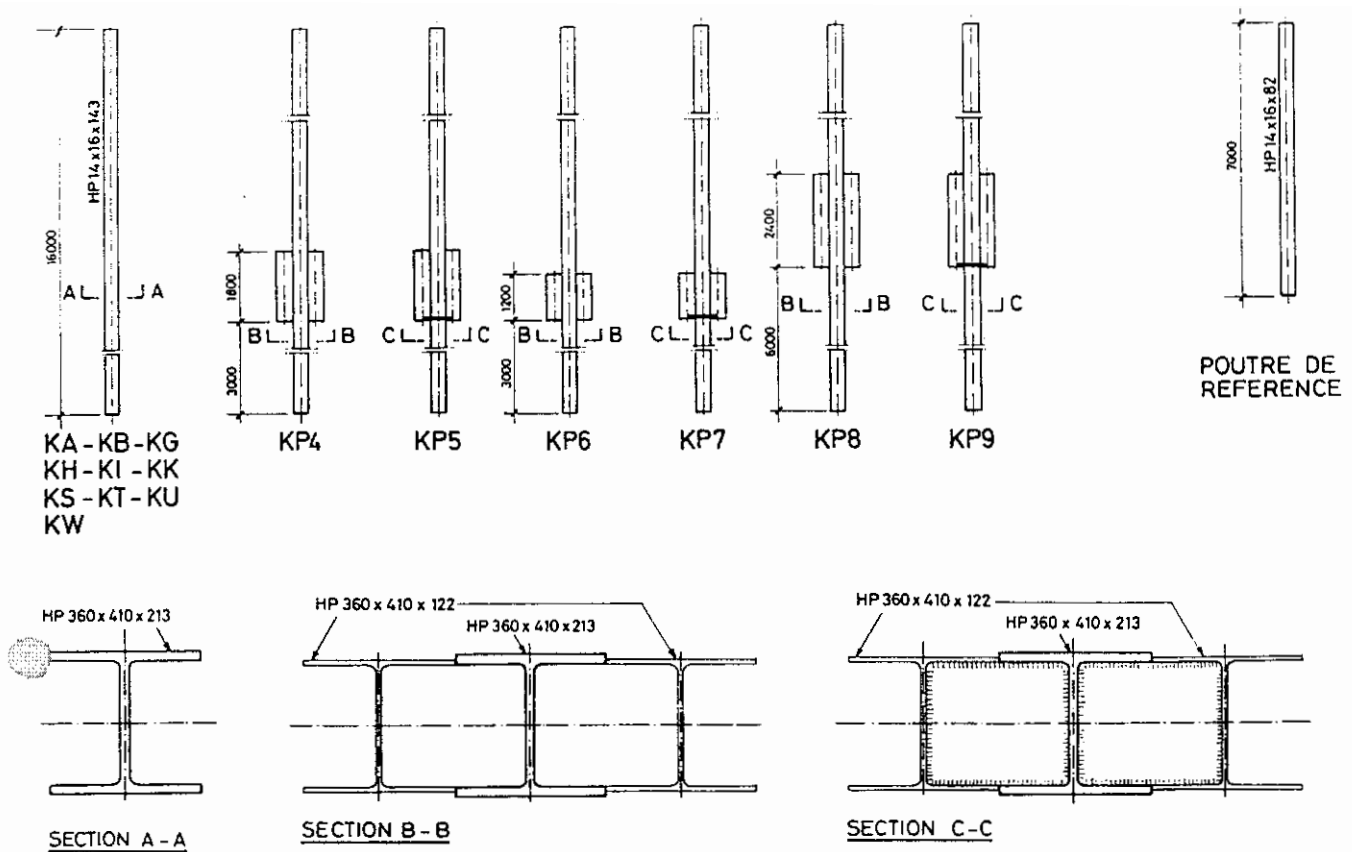 16000
HP 14 x 16 x 143
A A
KA - KB - KG
KH - KI - KK
KS - KT - KU
KW
1800
3000
B B
KP4
C C
KP5
1200
3000
B B
KP6
C C
KP7
2400
6000
B B
KP8
C C
KP9
7000
HP 14 x 16 x 82
POUTRE DE
REFERENCE
HP 360 x 410 x 213
SECTION A - A
HP 360 x 410 x 122
HP 360 x 410 x 213
SECTION B - B
HP 360 x 410 x 122
HP 360 x 410 x 213
SECTION C - C